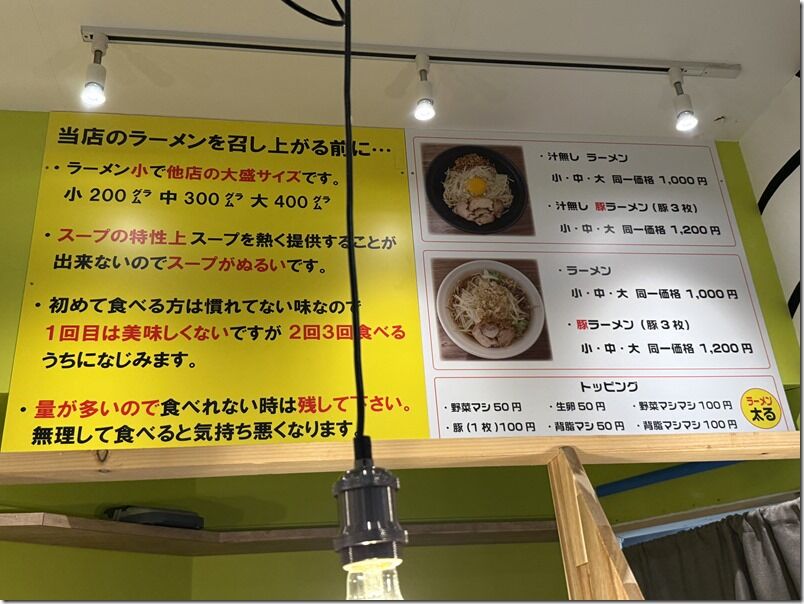 当店のラーメンを召し上がる前に…
・ラーメン小で他店の大盛サイズです。
小 200㌘ 中 300㌘ 大 400㌘
・スープの特性上 スープを熱く提供することが
出来ないのでスープがぬるいです。
・初めて食べる方は慣れてない味なので
1回目は美味しくないですが 2回3回食べる
うちになじみます。
・量が多いので食べれない時は残して下さい。
無理して食べると気持ち悪くなります。
・汁無し ラーメン
小・中・大 同一価格 1,000円
・汁無し 豚ラーメン(豚3枚)
小・中・大 同一価格 1,200円
・ラーメン
小・中・大 同一価格 1,000円
・豚ラーメン(豚3枚)
小・中・大 同一価格 1,200円
トッピング
・野菜マシ50円 ・生卵50円 ・野菜マシマシ100円
・豚(1枚)100円 ・背脂マシ50円 ・背脂マシマシ100円
ラーメン
太る